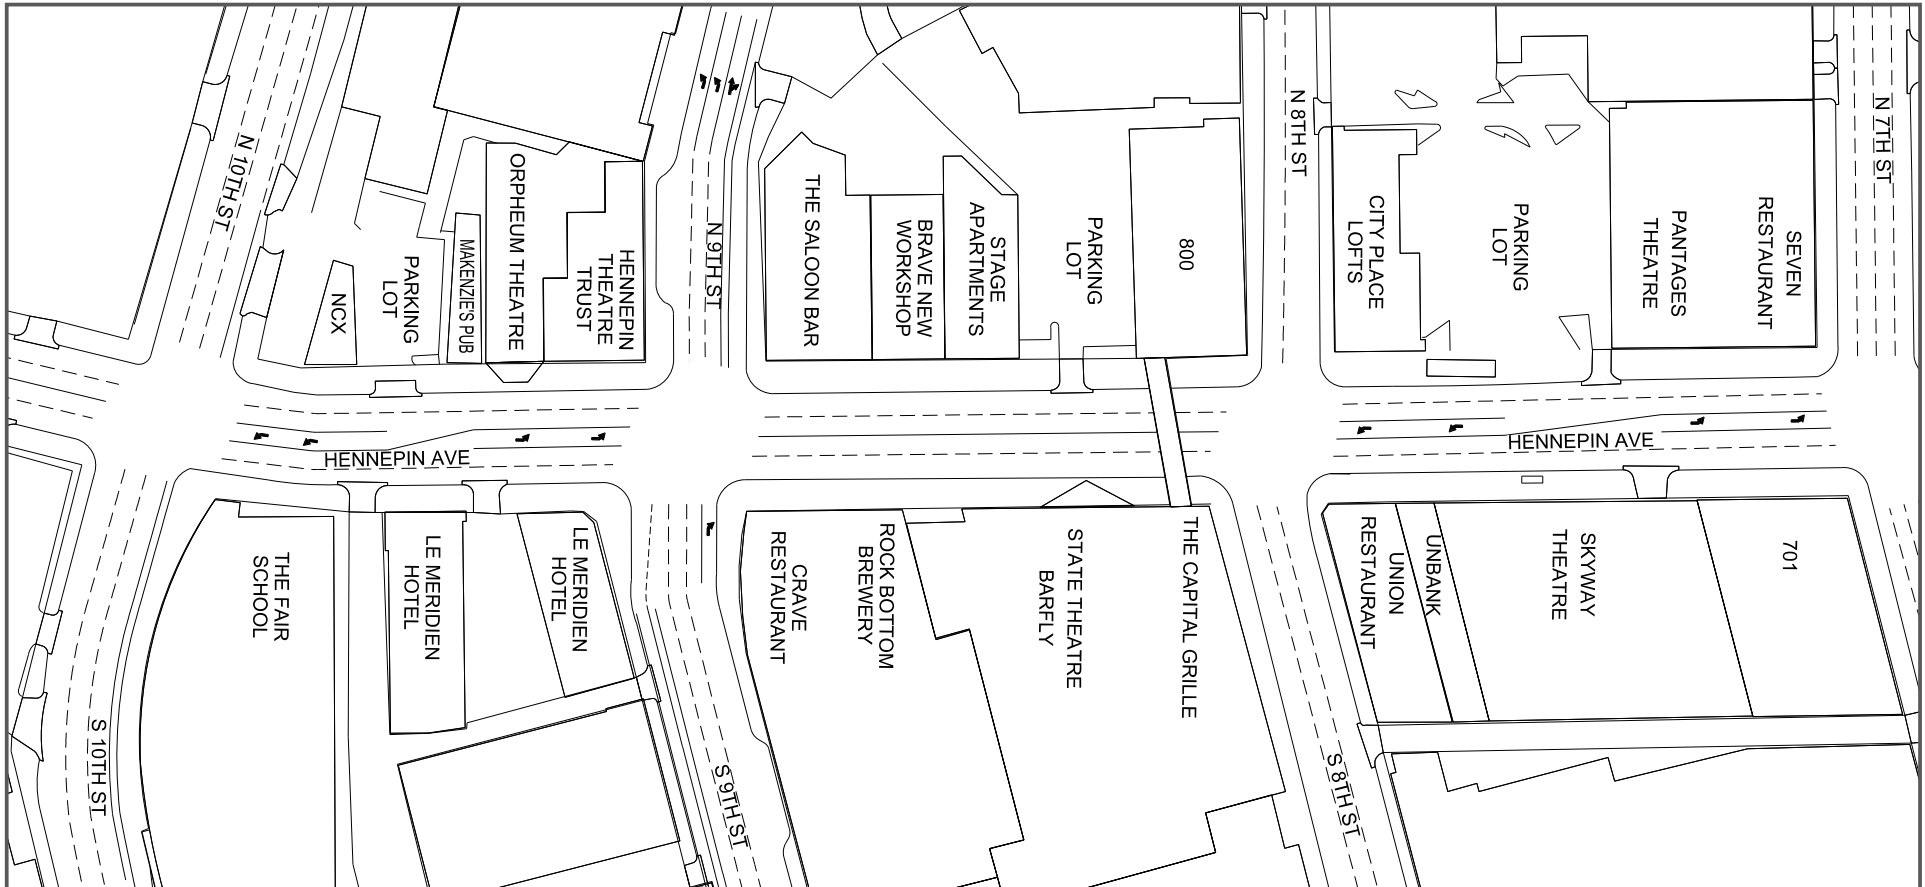 N 10TH ST
NCX
PARKING
LOT
MAKENZIE'S PUB
ORPHEUM THEATRE
HENNEPIN
THEATRE
TRUST
N 9TH ST
THE SALOON BAR
BRAVE NEW
WORKSHOP
STAGE
APARTMENTS
PARKING
LOT
800
N 8TH ST
CITY PLACE
LOFTS
PARKING
LOT
PANTAGES
THEATRE
SEVEN
RESTAURANT
N 7TH ST
HENNEPIN AVE
HENNEPIN AVE
S 10TH ST
THE FAIR
SCHOOL
LE MERIDIEN
HOTEL
LE MERIDIEN
HOTEL
S 9TH ST
CRAVE
RESTAURANT
ROCK BOTTOM
BREWERY
STATE THEATRE
BARFLY
THE CAPITAL GRILLE
S 8TH ST
UNION
RESTAURANT
UNBANK
SKYWAY
THEATRE
701